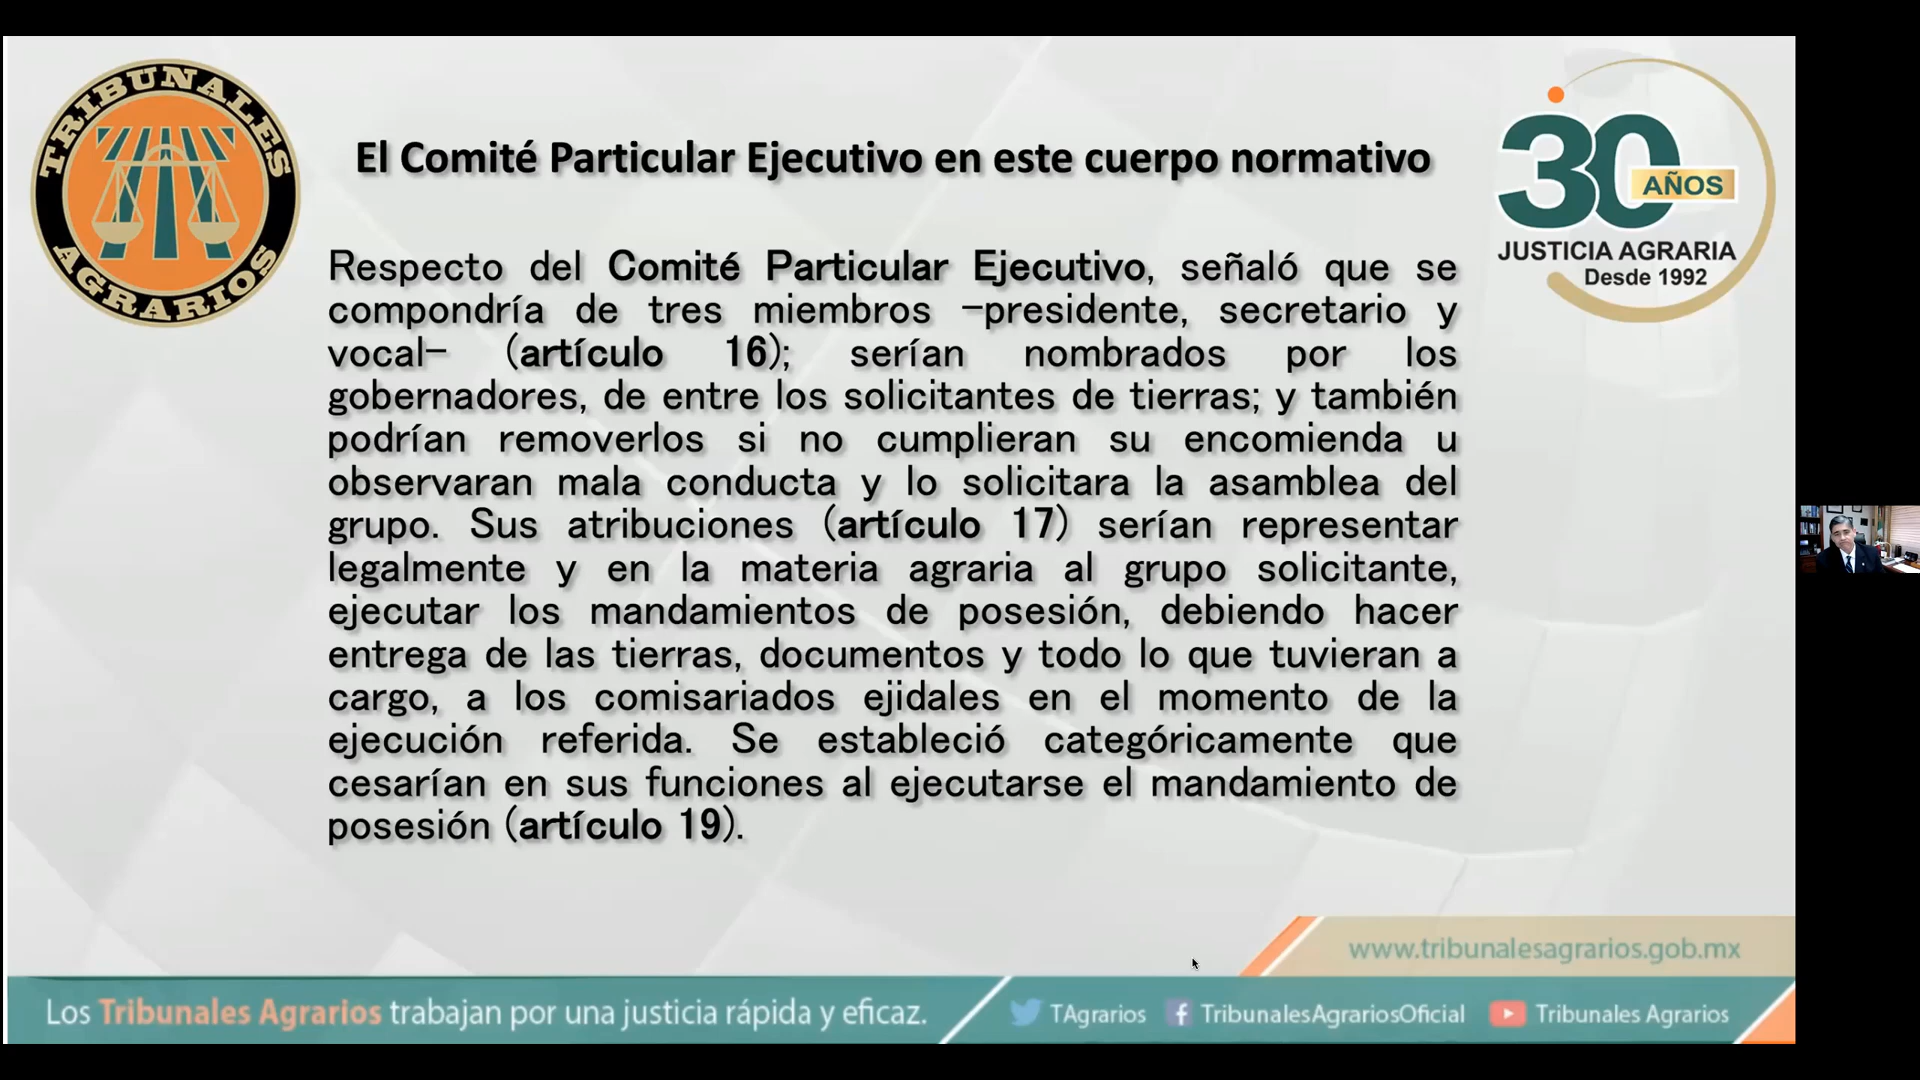 TRIBUNALES
AGRARIOS
El Comité Particular Ejecutivo en este cuerpo normativo
30
AÑOS
JUSTICIA AGRARIA
Desde 1992
Respecto del Comité Particular Ejecutivo, señaló que se
compondría de tres miembros –presidente, secretario y
vocal– (artículo 16); serían nombrados por los
gobernadores, de entre los solicitantes de tierras; y también
podrían removerlos si no cumplieran su encomienda u
observaran mala conducta y lo solicitara la asamblea del
grupo. Sus atribuciones (artículo 17) serían representar
legalmente y en la materia agraria al grupo solicitante,
ejecutar los mandamientos de posesión, debiendo hacer
entrega de las tierras, documentos y todo lo que tuvieran a
cargo, a los comisariados ejidales en el momento de la
ejecución referida. Se estableció categóricamente que
cesarían en sus funciones al ejecutarse el mandamiento de
posesión (artículo 19).
www.tribunalesagrarios.gob.mx
Los Tribunales Agrarios trabajan por una justicia rápida y eficaz.
TAgrarios
TribunalesAgrariosOficial
Tribunales Agrarios